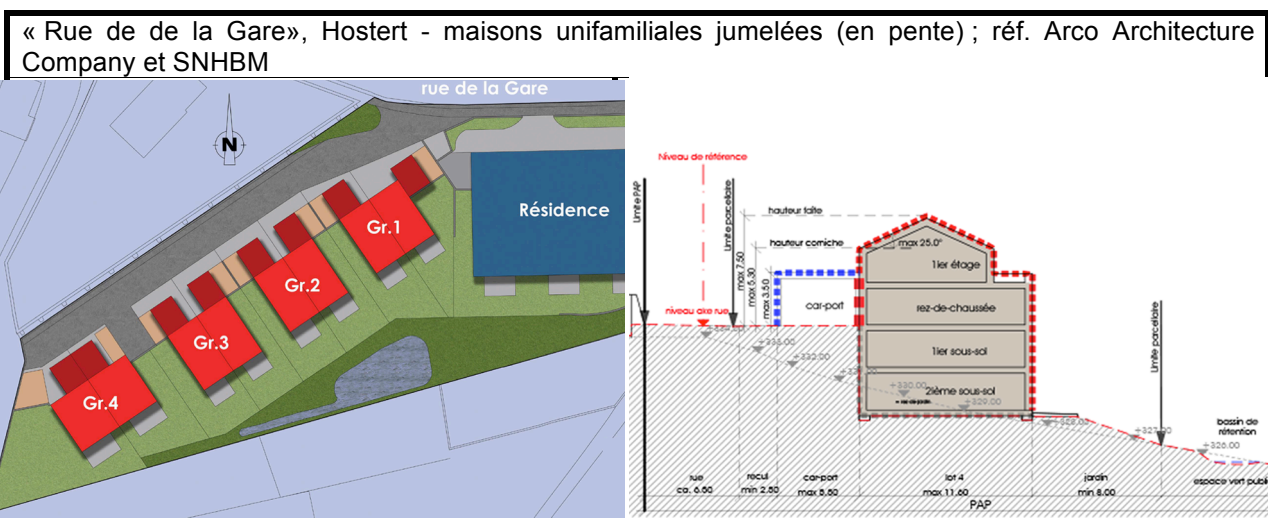 « Rue de de la Gare», Hostert - maisons unifamiliales jumelées (en pente) ; réf. Arco Architecture
Company et SNHBM
rue de la Gare
N
Résidence
Gr.1
Gr.2
Gr.3
Gr.4
Niveau de référence
Limite PAP
Limite parcellaire
hauteur faîte
hauteur corniche
max 7.50
max 5.30
max 3.50
max 25.0°
1ier étage
car-port
rez-de-chaussée
niveau axe rue
1ier sous-sol
2ième sous-sol
Limite parcellaire
+333.00
+332.00
+330.00
+329.00
+328.00
+327.00
+326.00
bassin de
rétention
rue
ca. 6.50
recul
min 2.50
car-port
max 5.50
lot 4
max 11.60
jardin
min 8.00
espace vert publi
PAP